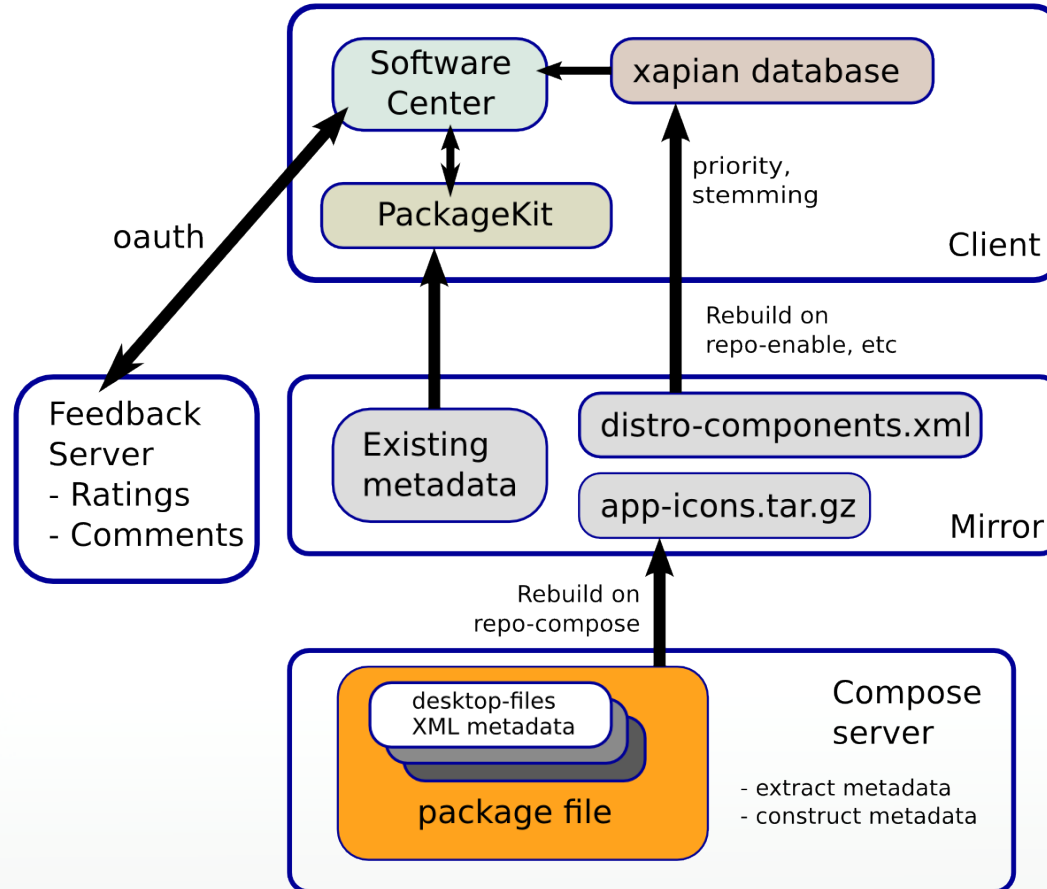 Software
Center
xapian database
priority,
stemming
PackageKit
oauth
Client
Rebuild on
repo-enable, etc
Feedback
Server
- Ratings
- Comments
Existing
metadata
distro-components.xml
app-icons.tar.gz
Mirror
Rebuild on
repo-compose
desktop-files
XML metadata
package file
Compose
server
- extract metadata
- construct metadata